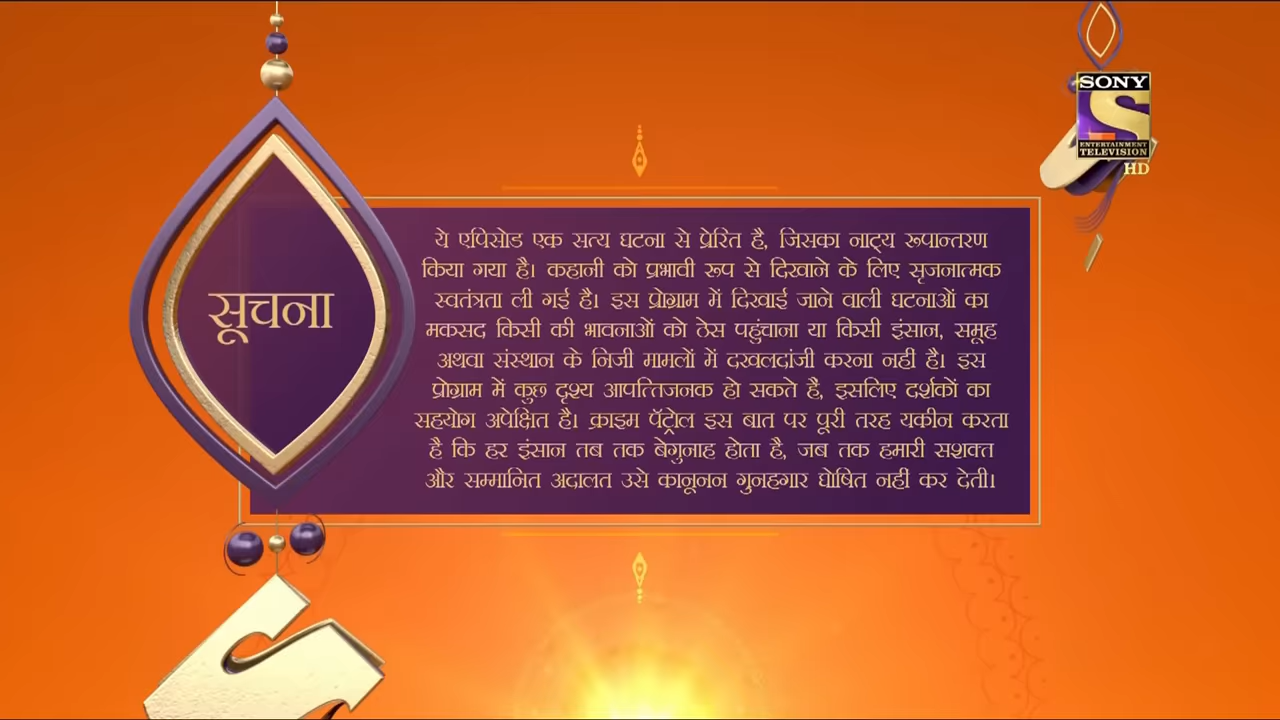 SONY
ENTERTAINMENT
TELEVISION
HD
सूचना
ये एपिसोड एक सत्य घटना से प्रेरित है, जिसका नाट्य रूपान्तरण
किया गया है। कहानी को प्रभावी रूप से दिखाने के लिए सृजनात्मक
स्वतंत्रता ली गई है। इस प्रोग्राम में दिखाई जाने वाली घटनाओं का
मकसद किसी की भावनाओं को ठेस पहुंचाना या किसी इंसान, समूह
अथवा संस्थान के निजी मामलों में दखलदांजी करना नहीं है। इस
प्रोग्राम में कुछ दृश्य आपत्तिजनक हो सकते हैं, इसलिए दर्शकों का
सहयोग अपेक्षित है। क्राइम पॅट्रोल इस बात पर पूरी तरह यकीन करता
है कि हर इंसान तब तक बेगुनाह होता है, जब तक हमारी सशक्त
और सम्मानित अदालत उसे कानूनन गुनहगार घोषित नहीं कर देती।